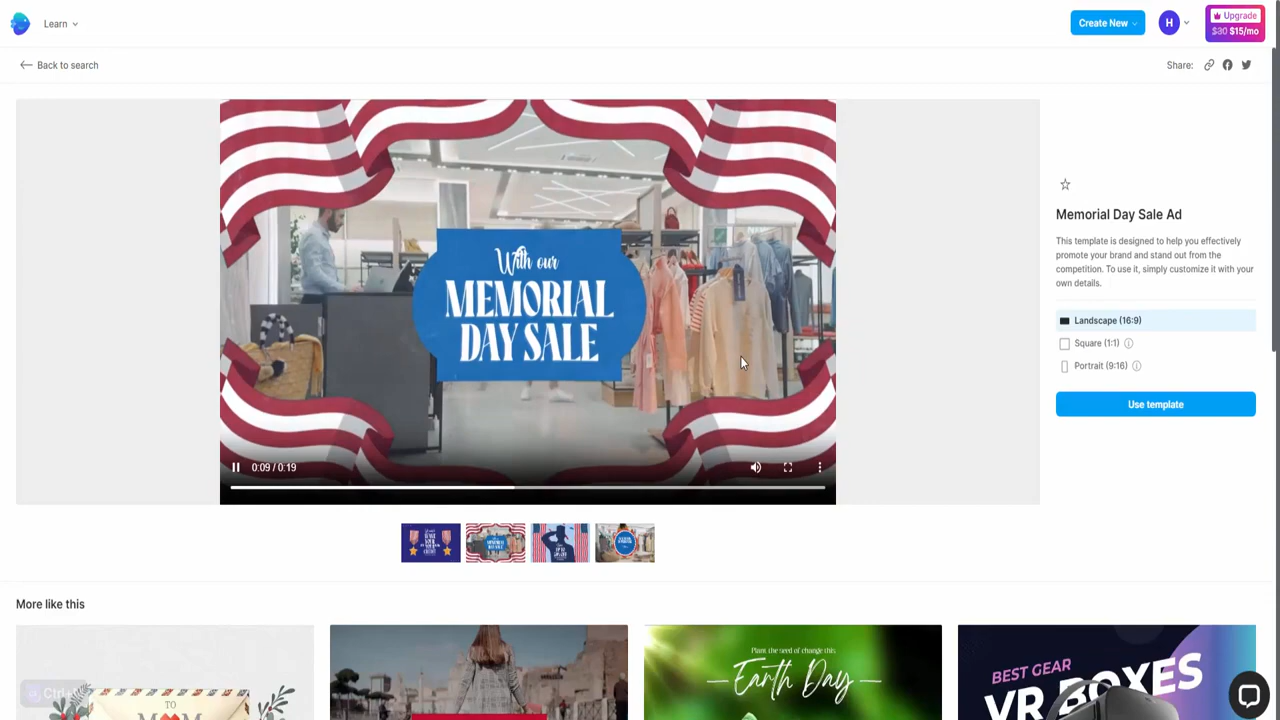 Learn
Create New
H
Upgrade
$30 $15/mo
Back to search
Share:
With our
MEMORIAL
DAY SALE
0:09 / 0:19
Memorial Day Sale Ad
This template is designed to help you effectively
promote your brand and stand out from the
competition. To use it, simply customize it with your
own details.
Landscape (16:9)
Square (1:1)
Portrait (9:16)
Use template
More like this
TO
MOM
Plant the need of change this
Earth Day
BEST GEAR
VR BOXES
Ctrl+